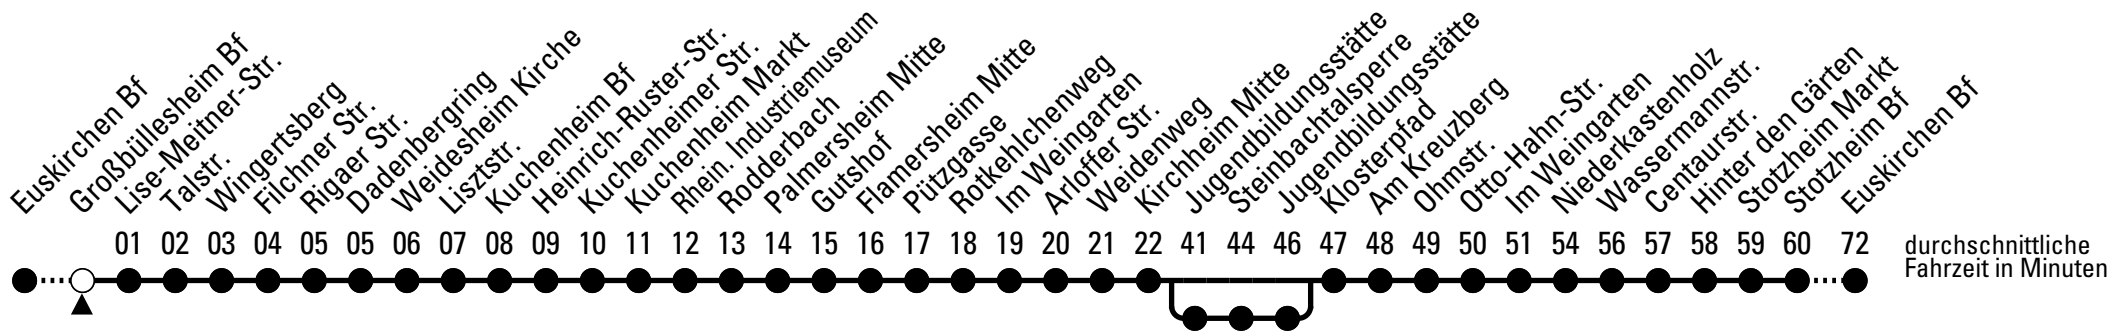 Euskirchen Bf
Großbüllesheim Bf
Lise-Meitner-Str.
Talstr.
Wingertsberg
Filchner Str.
Rigaer Str.
Dadenbergring
Weidesheim Kirche
Lisztstr.
Kuchenheim Bf
Heinrich-Ruster-Str.
Kuchenheimer Str.
Kuchenheim Markt
Rhein. Industriemuseum
Rodderbach
Palmersheim Mitte
Gutshof
Flamersheim Mitte
Pützgasse
Rotkehlchenweg
Im Weingarten
Arloffer Str.
Weidenweg
Kirchheim Mitte
Jugendbildungsstätte
Steinbachtalsperre
Jugendbildungsstätte
Klosterpfad
Am Kreuzberg
Ohmstr.
Otto-Hahn-Str.
Im Weingarten
Niederkastenholz
Wassermannstr.
Centaurstr.
Hinter den Gärten
Stotzheim Markt
Stotzheim Bf
Euskirchen Bf
01 02 03 04 05 05 06 07 08 09 10 11 12 13 14 15 16 17 18 19 20 21 22 41 44 46 47 48 49 50 51 54 56 57 58 59 60 72
durchschnittliche
Fahrzeit in Minuten